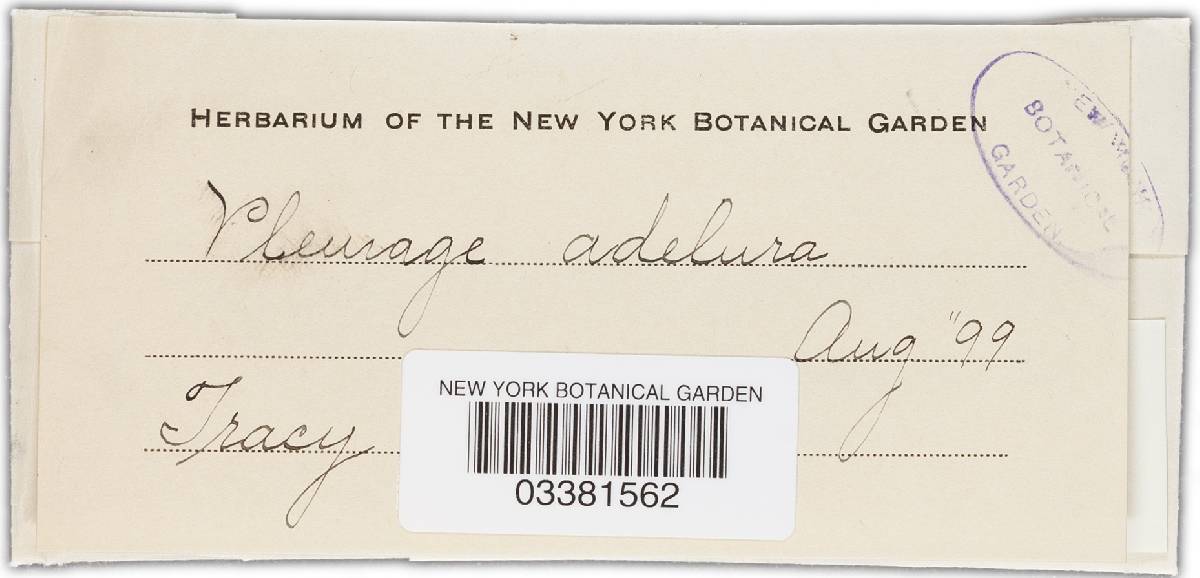 HERBARIUM OF THE NEW YORK BOTANICAL GARDEN
NEW YORK
BOTANICAL
GARDEN
Pleurage adelura
Aug "99
Tracy
NEW YORK BOTANICAL GARDEN
03381562